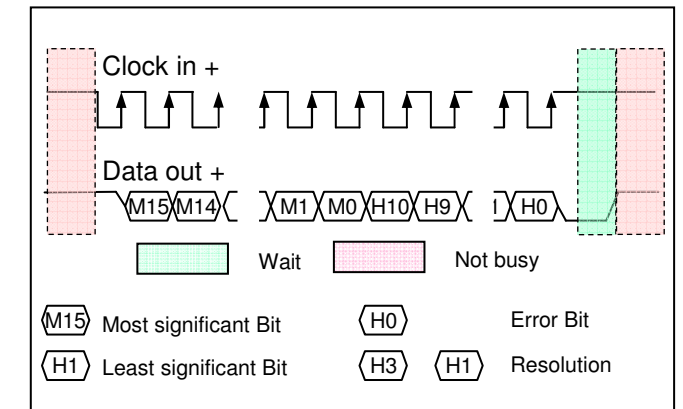 Clock in +
Data out +
M15 M14 M1 M0 H10 H9 H0
Wait Not busy
M15 Most significant Bit H0 Error Bit
H1 Least significant Bit H3 H1 Resolution